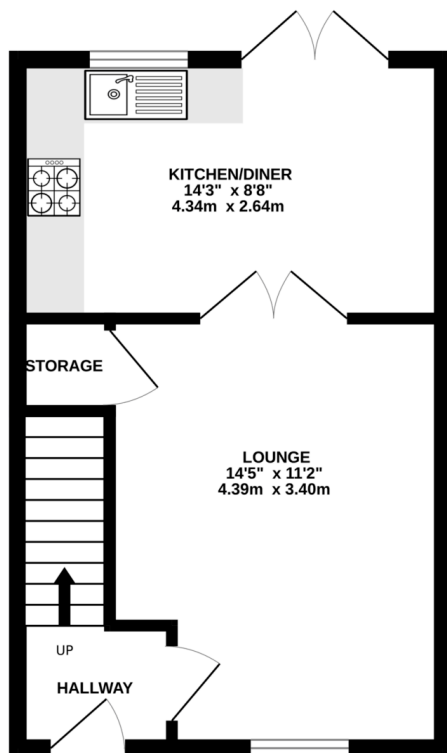 KITCHEN/DINER
14'3" x 8'8"
4.34m x 2.64m
STORAGE
LOUNGE
14'5" x 11'2"
4.39m x 3.40m
UP
HALLWAY